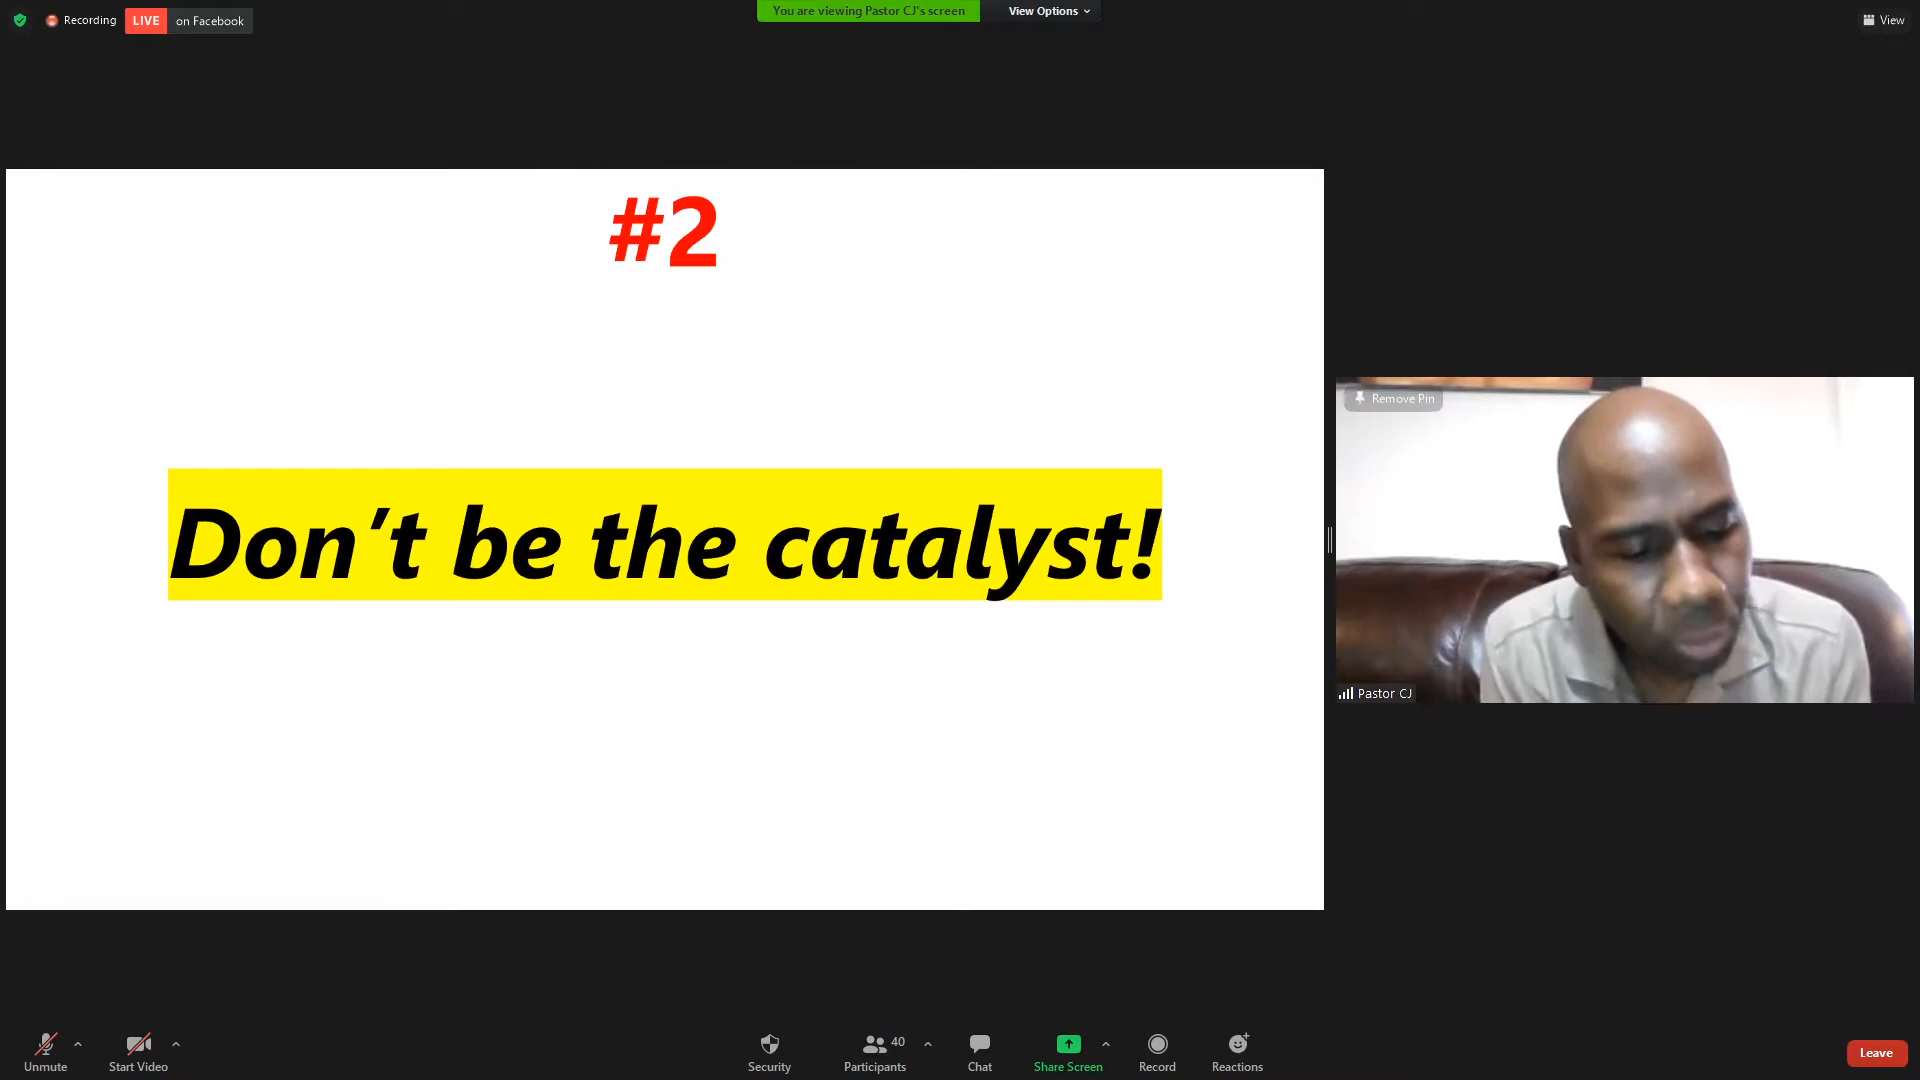 Recording
LIVE on Facebook
You are viewing Pastor CJ's screen
View Options
View
#2
Don't be the catalyst!
Remove Pin
Pastor CJ
Unmute
Start Video
Security
40
Participants
Chat
Share Screen
Record
Reactions
Leave